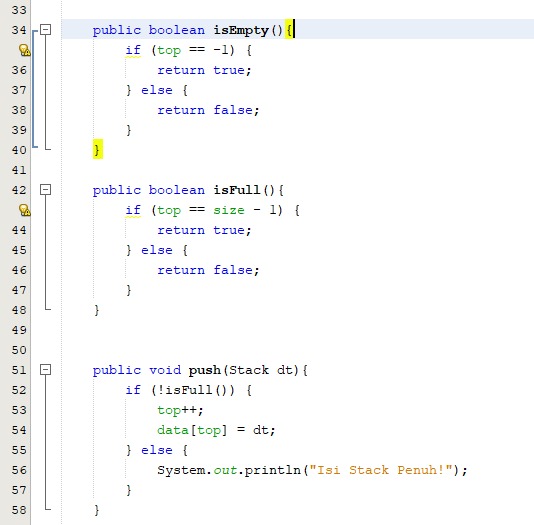 33
34 public boolean isEmpty(){
if (top == -1) {
36 return true;
37 } else {
38 return false;
39 }
40 }
41
42 public boolean isFull(){
if (top == size - 1) {
44 return true;
45 } else {
46 return false;
47 }
48 }
49
50
51 public void push(Stack dt){
52 if (!isFull()) {
53 top++;
54 data[top] = dt;
55 } else {
56 System.out.println("Isi Stack Penuh!");
57 }
58 }